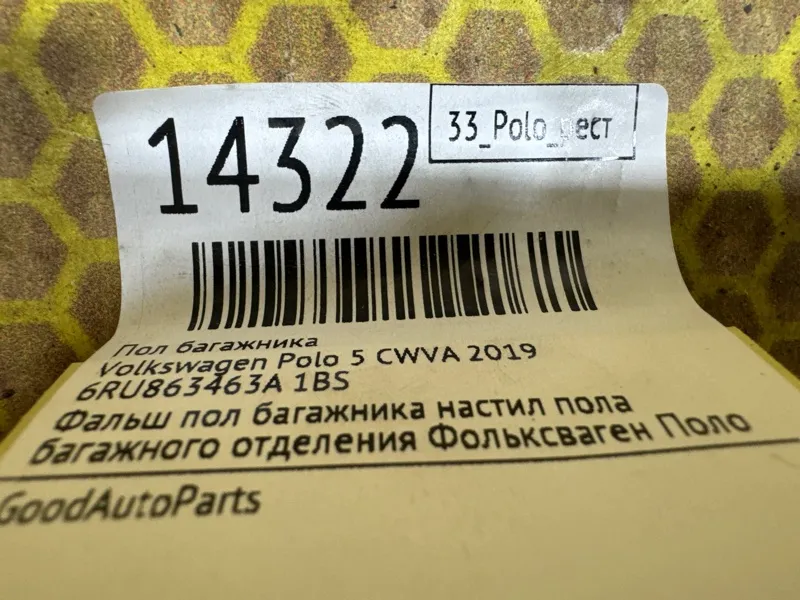 14322
33_Polo_рест
Пол багажника
Volkswagen Polo 5 CWVA 2019
6RU863463A 1BS
Фальш пол багажника настил пола
багажного отделения Фольксваген Поло
GoodAutoParts